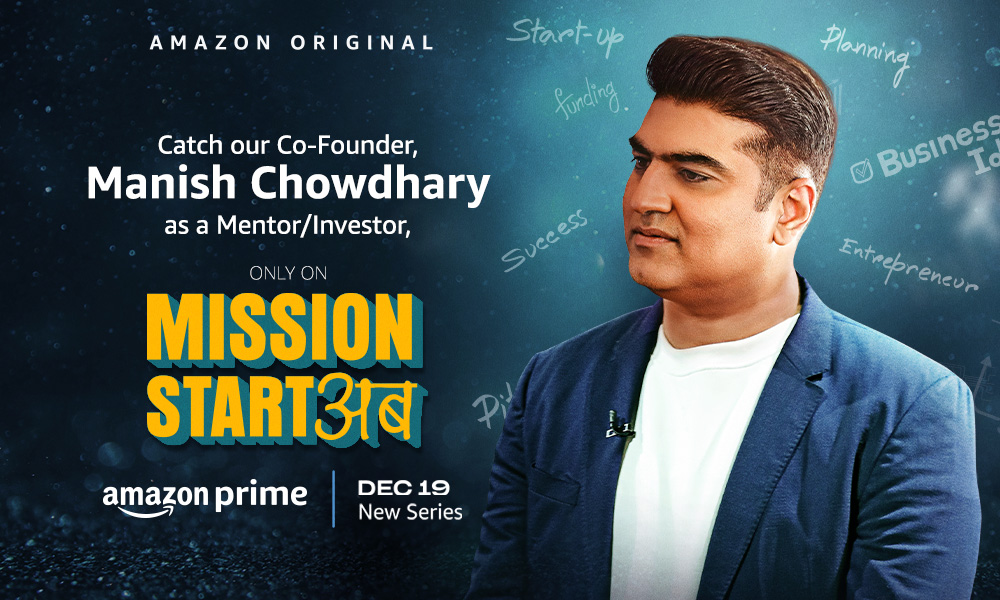 AMAZON ORIGINAL
Catch our Co-Founder,
Manish Chowdhary
as a Mentor/Investor,
ONLY ON
MISSION
STARTअब
amazon prime
DEC 19
New Series
Start-up
Planning
funding.
Business
Success
Entrepreneur